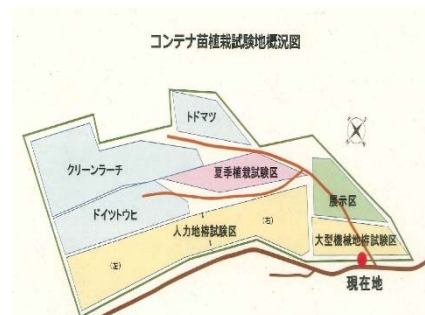 コンテナ苗植栽試験地概況図
トドマツ
クリーンラーチ
夏季植栽試験区
展示区
ドイツトウヒ
(右)
人力地拵試験区
大型機械地拵試験区
(左)
現在地